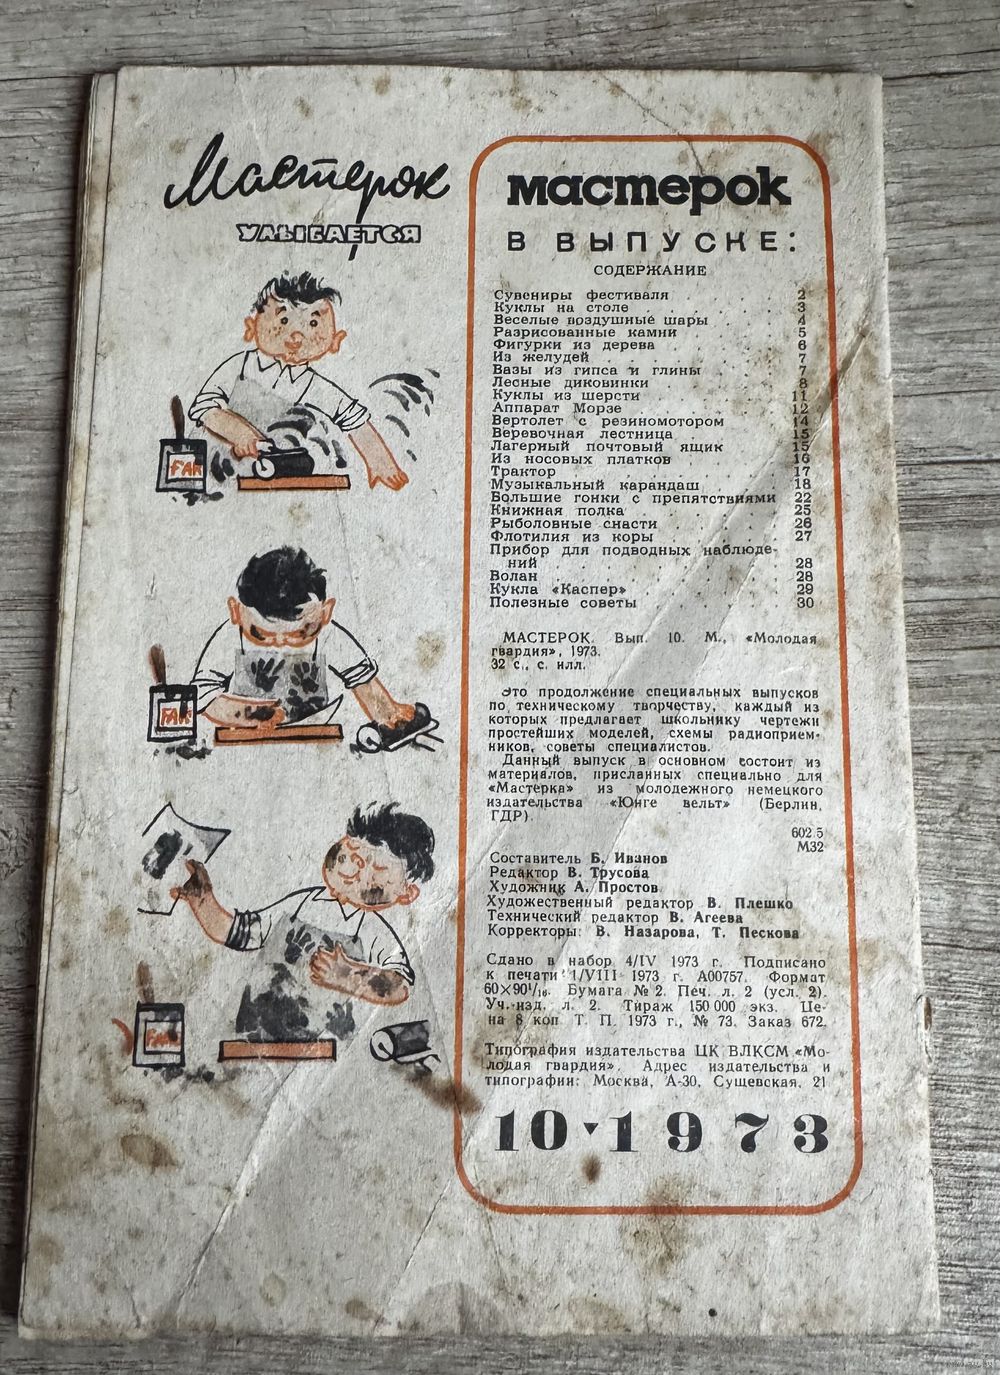 Мастерок
УЛЫБАЕТСЯ
FAR
FAR
FAR
мастерок
В ВЫПУСКЕ:
СОДЕРЖАНИЕ
Сувениры фестиваля . . . . 2
Куклы на столе . . . . . 3
Веселые воздушные шары . . . 4
Разрисованные камни . . . . 5
Фигурки из дерева . . . . 6
Из желудей . . . . . . 7
Вазы из гипса и глины . . . 7
Лесные диковинки . . . . 8
Куклы из шерсти . . . . . 11
Аппарат Морзе . . . . . 12
Вертолет с резиномотором . . 14
Веревочная лестница . . . . 15
Лагерный почтовый ящик . . 15
Из носовых платков . . . . 16
Трактор . . . . . . . 17
Музыкальный карандаш . . . 18
Большие гонки с препятствиями 22
Книжная полка . . . . . 25
Рыболовные снасти . . . . 26
Флотилия из коры . . . . 27
Прибор для подводных наблюде-
ний . . . . . . . 28
Волан . . . . . . . 28
Кукла «Каспер» . . . . . 29
Полезные советы . . . . . 30
МАСТЕРОК. Вып. 10. М., «Молодая
гвардия», 1973.
32 с., с. илл.
Это продолжение специальных выпусков
по техническому творчеству, каждый из
которых предлагает школьнику чертежи
простейших моделей, схемы радиоприем-
ников, советы специалистов.
Данный выпуск в основном состоит из
материалов, присланных специально для
«Мастерка» из молодежного немецкого
издательства «Юнге вельт» (Берлин,
ГДР).
602.5
М32
Составитель Б. Иванов
Редактор В. Трусова
Художник А. Простов
Художественный редактор В. Плешко
Технический редактор В. Агеева
Корректоры: В. Назарова, Т. Пескова
Сдано в набор 4/IV 1973 г. Подписано
к печати 1/VIII 1973 г. А00757. Формат
60×90¹/₁₆. Бумага № 2. Печ. л. 2 (усл. 2).
Уч.-изд. л. 2. Тираж 150 000 экз. Це-
на 8 коп. Т. П. 1973 г., № 73. Заказ 672.
Типография издательства ЦК ВЛКСМ «Мо-
лодая гвардия». Адрес издательства и
типографии: Москва, А-30, Сущевская, 21
10 ▾ 1973